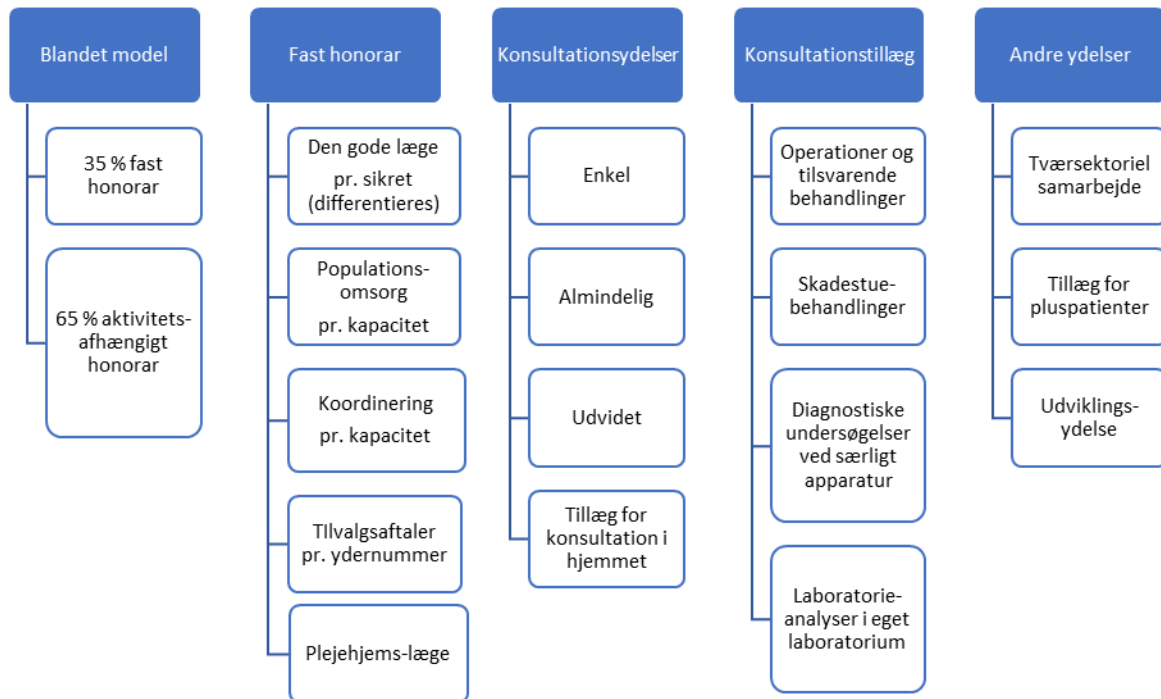 Blandet model
35 % fast
honorar
65 % aktivitets-
afhængigt
honorar
Fast honorar
Den gode læge
pr. sikret
(differentieres)
Populations-
omsorg
pr. kapacitet
Koordinering
pr. kapacitet
TIlvalgsaftaler
pr. ydernummer
Plejehjems-læge
Konsultationsydelser
Enkel
Almindelig
Udvidet
Tillæg for
konsultation i
hjemmet
Konsultationstillæg
Operationer og
tilsvarende
behandlinger
Skadestue-
behandlinger
Diagnostiske
undersøgelser
ved særligt
apparatur
Laboratorie-
analyser i eget
laboratorium
Andre ydelser
Tværsektoriel
samarbejde
Tillæg for
pluspatienter
Udviklings-
ydelse